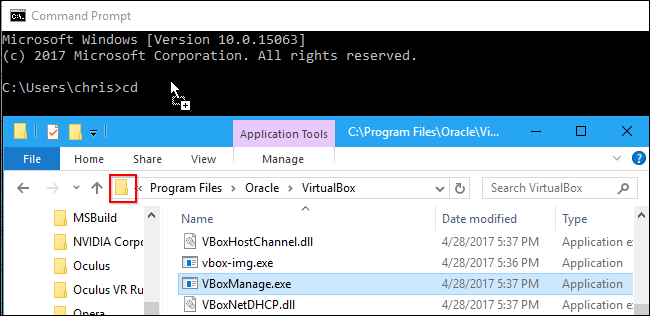 Command Prompt
Microsoft Windows [Version 10.0.15063]
(c) 2017 Microsoft Corporation. All rights reserved.
C:\Users\chris>cd
Application Tools C:\Program Files\Oracle\Vi...
File Home Share View Manage
« Program Files Oracle VirtualBox Search VirtualBox
Name Date modified Type
MSBuild
NVIDIA Corpo
Oculus
Oculus VR Ru
Opera
VBoxHostChannel.dll 4/28/2017 5:37 PM Application e
vbox-img.exe 4/28/2017 5:36 PM Application
VBoxManage.exe 4/28/2017 5:37 PM Application
VBoxNetDHCP.dll 4/28/2017 5:37 PM Application e